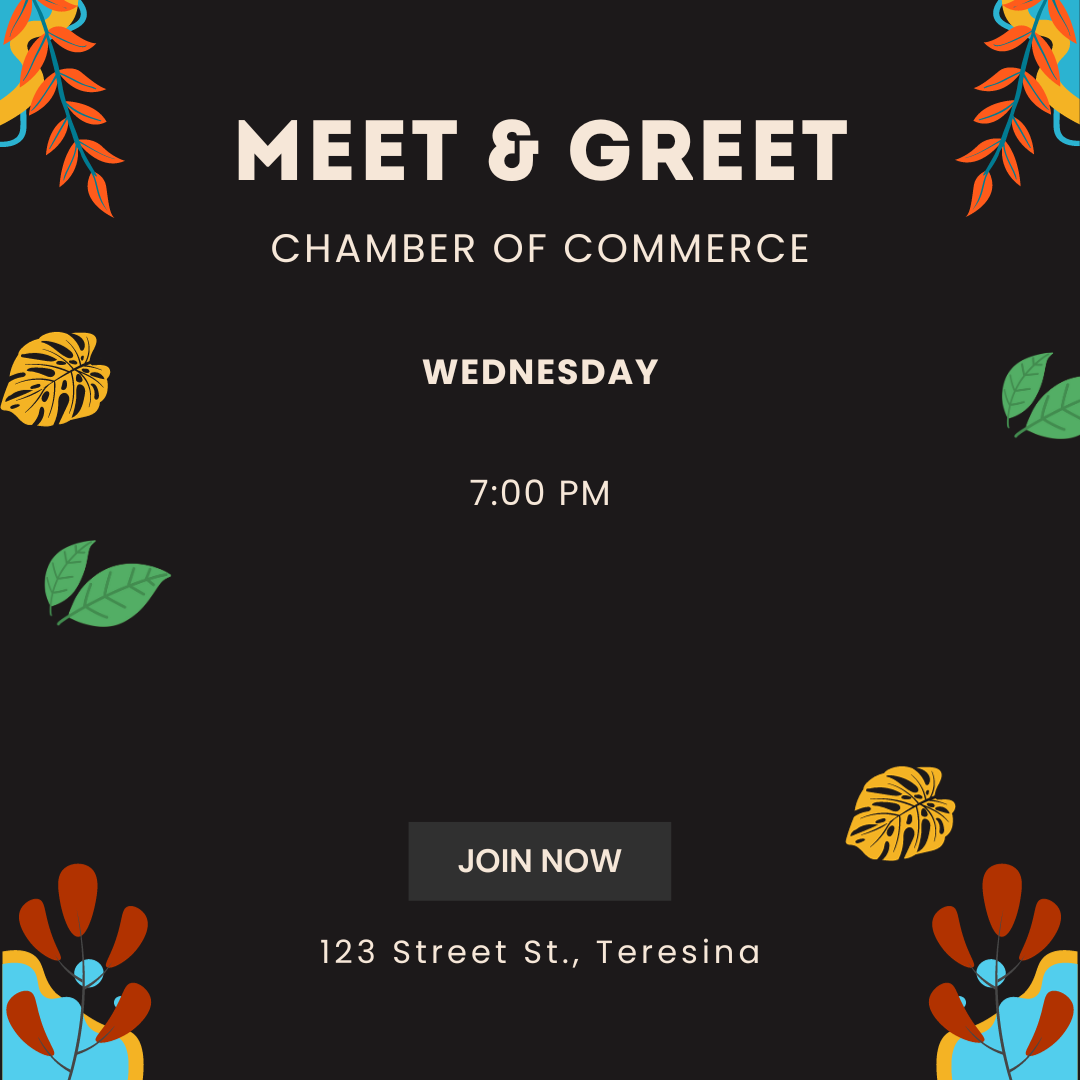 MEET & GREET
CHAMBER OF COMMERCE
WEDNESDAY
7:00 PM
JOIN NOW
123 Street St., Teresina